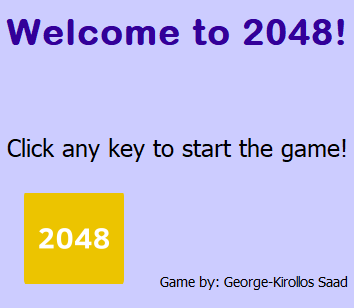 Welcome to 2048!
Click any key to start the game!
2048
Game by: George-Kirollos Saad